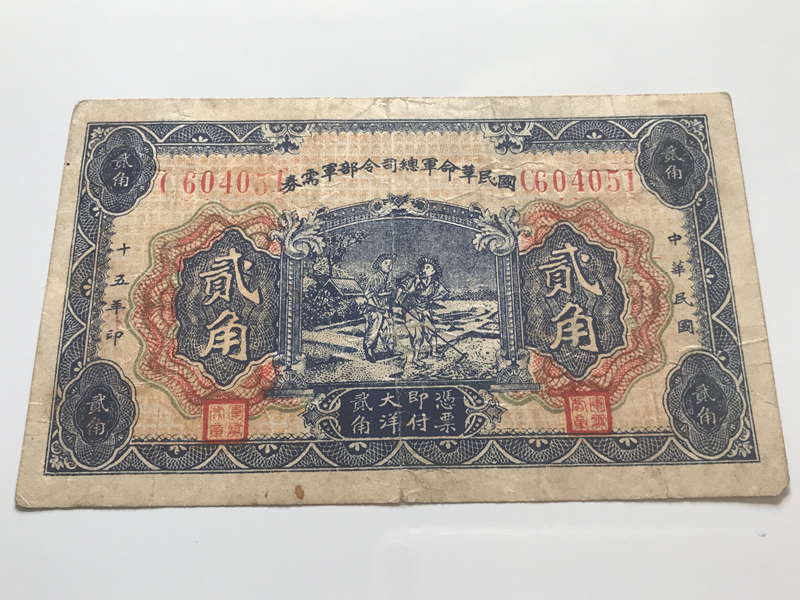 國民革命軍總司令部軍需券
C604051
C604051
貳角
貳角
中華民國
十五年印
貳角
貳角
憑票
即付
大洋
貳角
貳角
貳角